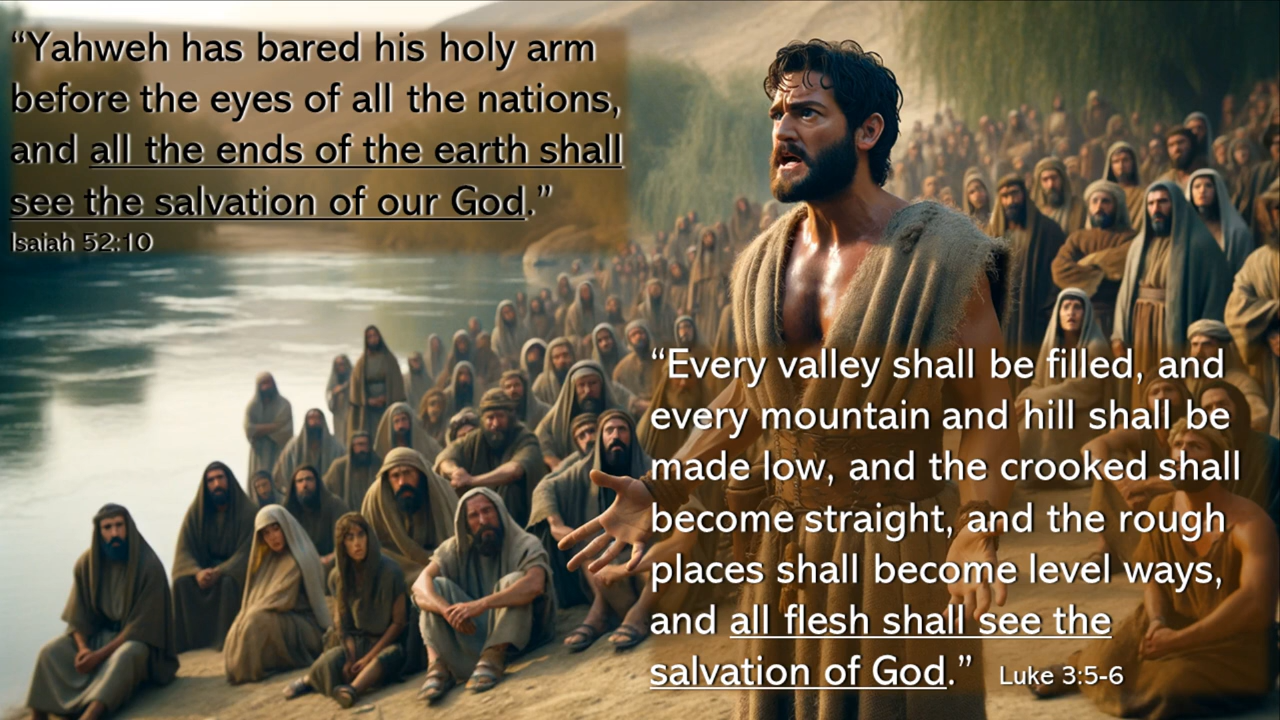 “Yahweh has bared his holy arm
before the eyes of all the nations,
and all the ends of the earth shall
see the salvation of our God.”
Isaiah 52:10
“Every valley shall be filled, and
every mountain and hill shall be
made low, and the crooked shall
become straight, and the rough
places shall become level ways,
and all flesh shall see the
salvation of God.” Luke 3:5-6